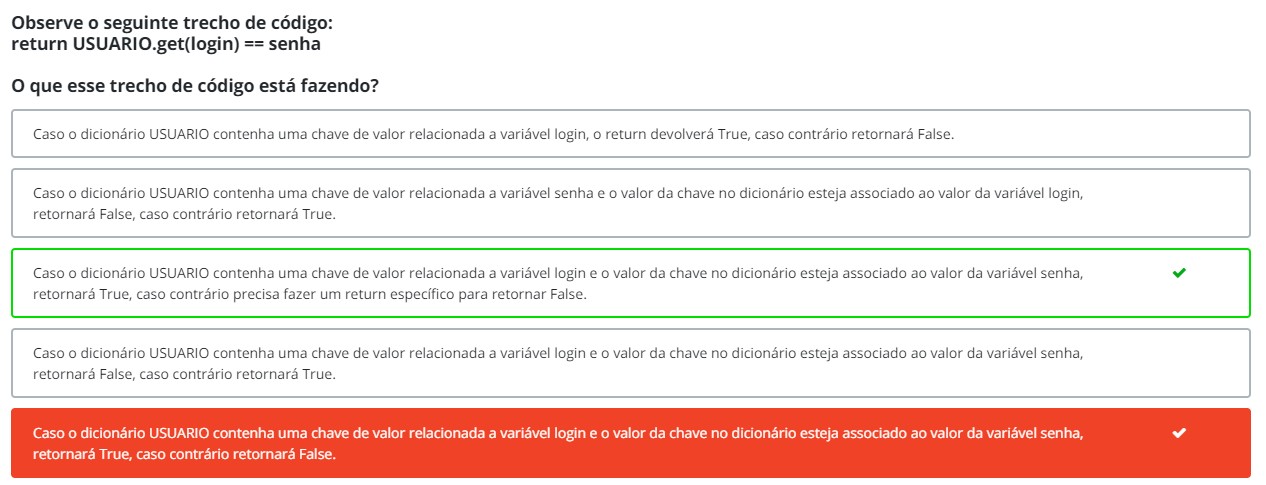 Observe o seguinte trecho de código:
return USUARIO.get(login) == senha
O que esse trecho de código está fazendo?
Caso o dicionário USUARIO contenha uma chave de valor relacionada a variável login, o return devolverá True, caso contrário retornará False.
Caso o dicionário USUARIO contenha uma chave de valor relacionada a variável senha e o valor da chave no dicionário esteja associado ao valor da variável login,
retornará False, caso contrário retornará True.
Caso o dicionário USUARIO contenha uma chave de valor relacionada a variável login e o valor da chave no dicionário esteja associado ao valor da variável senha,
retornará True, caso contrário precisa fazer um return específico para retornar False.
Caso o dicionário USUARIO contenha uma chave de valor relacionada a variável login e o valor da chave no dicionário esteja associado ao valor da variável senha,
retornará False, caso contrário retornará True.
Caso o dicionário USUARIO contenha uma chave de valor relacionada a variável login e o valor da chave no dicionário esteja associado ao valor da variável senha,
retornará True, caso contrário retornará False.